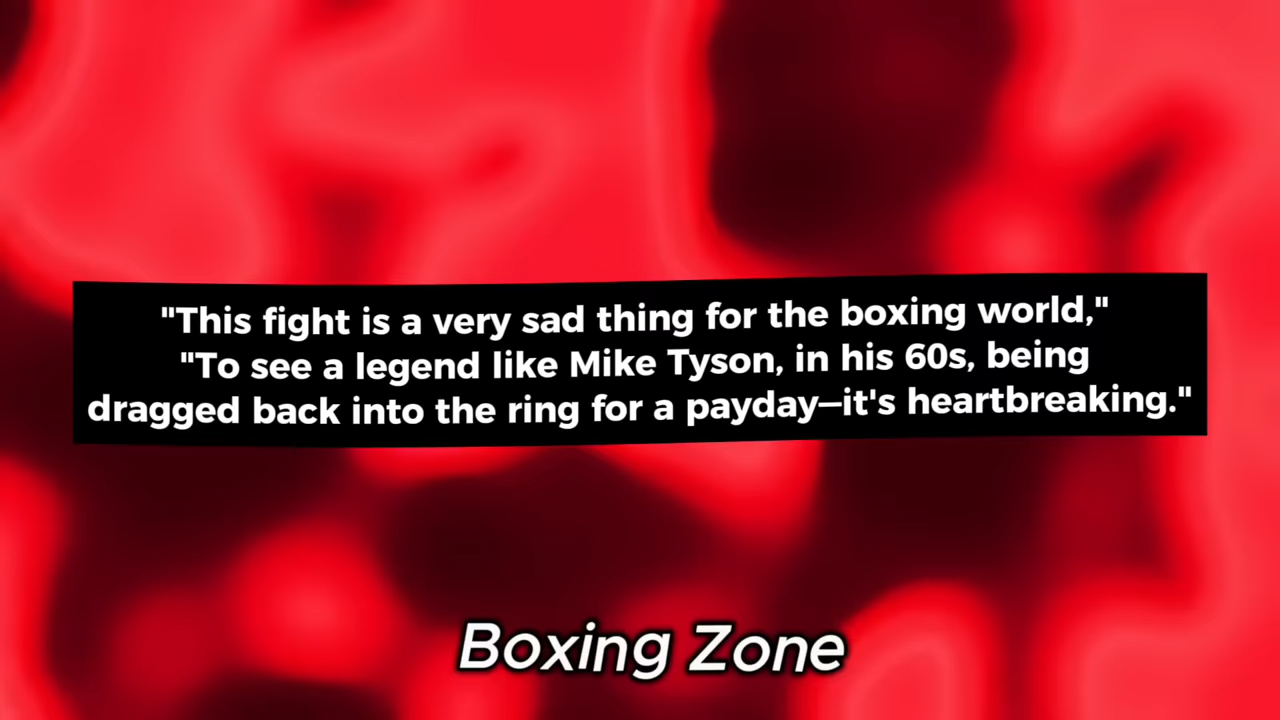 "This fight is a very sad thing for the boxing world,"
"To see a legend like Mike Tyson, in his 60s, being
dragged back into the ring for a payday—it's heartbreaking."
Boxing Zone